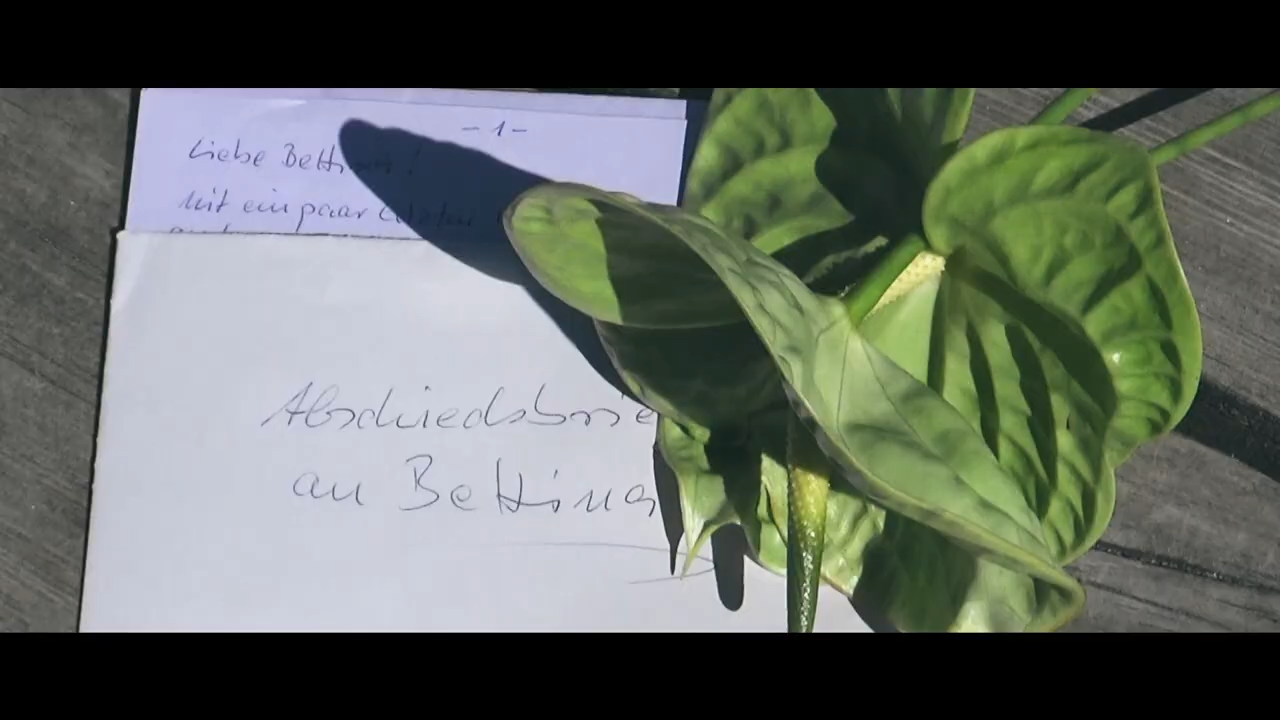 - 1 -
Liebe Bettina!
Mit ein paar
Abschiedsbrie
an Bettina